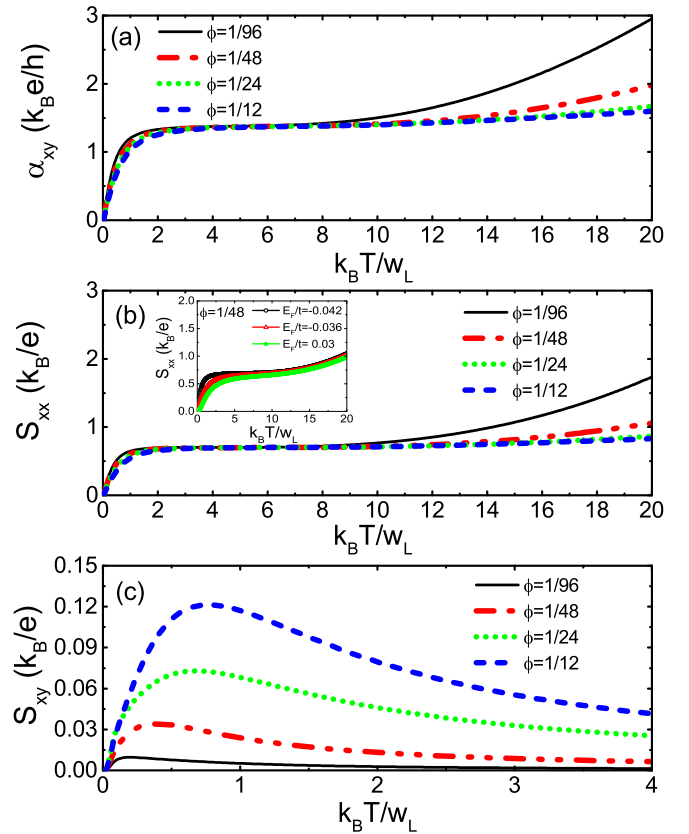 (a)
φ=1/96
φ=1/48
φ=1/24
φ=1/12
α_xy (k_B e/h)
3
2
1
0
0 2 4 6 8 10 12 14 16 18 20
k_B T/w_L
(b)
φ=1/48
E_F/t=-0.042
E_F/t=-0.036
E_F/t= 0.03
S_xx (k_B/e)
2.0
1.5
1.0
0.5
0.0
0 5 10 15 20
k_B T/w_L
φ=1/96
φ=1/48
φ=1/24
φ=1/12
S_xx (k_B/e)
3
2
1
0
0 2 4 6 8 10 12 14 16 18 20
k_B T/w_L
(c)
φ=1/96
φ=1/48
φ=1/24
φ=1/12
S_xy (k_B/e)
0.15
0.12
0.09
0.06
0.03
0.00
0 1 2 3 4
k_B T/w_L